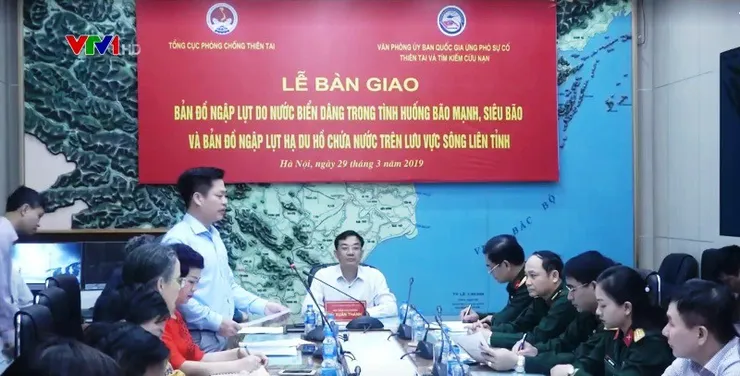 VTV1 HD
TỔNG CỤC PHÒNG CHỐNG THIÊN TAI
VĂN PHÒNG ỦY BAN QUỐC GIA ỨNG PHÓ SỰ CỐ
THIÊN TAI VÀ TÌM KIẾM CỨU NẠN
LỄ BÀN GIAO
BẢN ĐỒ NGẬP LỤT DO NƯỚC BIỂN DÂNG TRONG TÌNH HUỐNG BÃO MẠNH, SIÊU BÃO
VÀ BẢN ĐỒ NGẬP LỤT HẠ DU HỒ CHỨA NƯỚC TRÊN LƯU VỰC SÔNG LIÊN TỈNH
Hà Nội, ngày 29 tháng 3 năm 2019
BẮC BỘ
XUÂN THÀNH